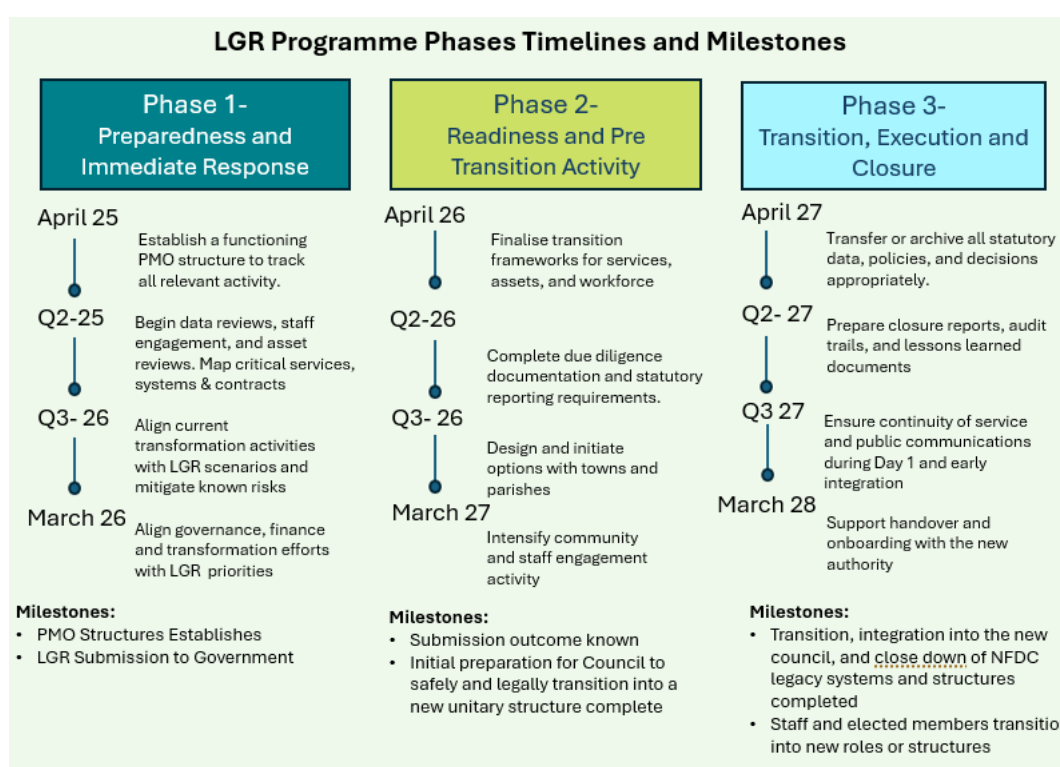 LGR Programme Phases Timelines and Milestones
Phase 1-
Preparedness and
Immediate Response
April 25
Establish a functioning
PMO structure to track
all relevant activity.
Q2-25
Begin data reviews, staff
engagement, and asset
reviews. Map critical services,
systems & contracts
Q3- 26
Align current
transformation activities
with LGR scenarios and
mitigate known risks
March 26
Align governance, finance
and transformation efforts
with LGR priorities
Milestones:
• PMO Structures Establishes
• LGR Submission to Government
Phase 2-
Readiness and Pre
Transition Activity
April 26
Finalise transition
frameworks for services,
assets, and workforce
Q2-26
Complete due diligence
documentation and statutory
reporting requirements.
Q3- 26
Design and initiate
options with towns and
parishes
March 27
Intensify community
and staff engagement
activity
Milestones:
• Submission outcome known
• Initial preparation for Council to
safely and legally transition into a
new unitary structure complete
Phase 3-
Transition, Execution and
Closure
April 27
Transfer or archive all statutory
data, policies, and decisions
appropriately.
Q2- 27
Prepare closure reports, audit
trails, and lessons learned
documents
Q3 27
Ensure continuity of service
and public communications
during Day 1 and early
integration
March 28
Support handover and
onboarding with the new
authority
Milestones:
• Transition, integration into the new
council, and close down of NFDC
legacy systems and structures
completed
• Staff and elected members transitio
into new roles or structures